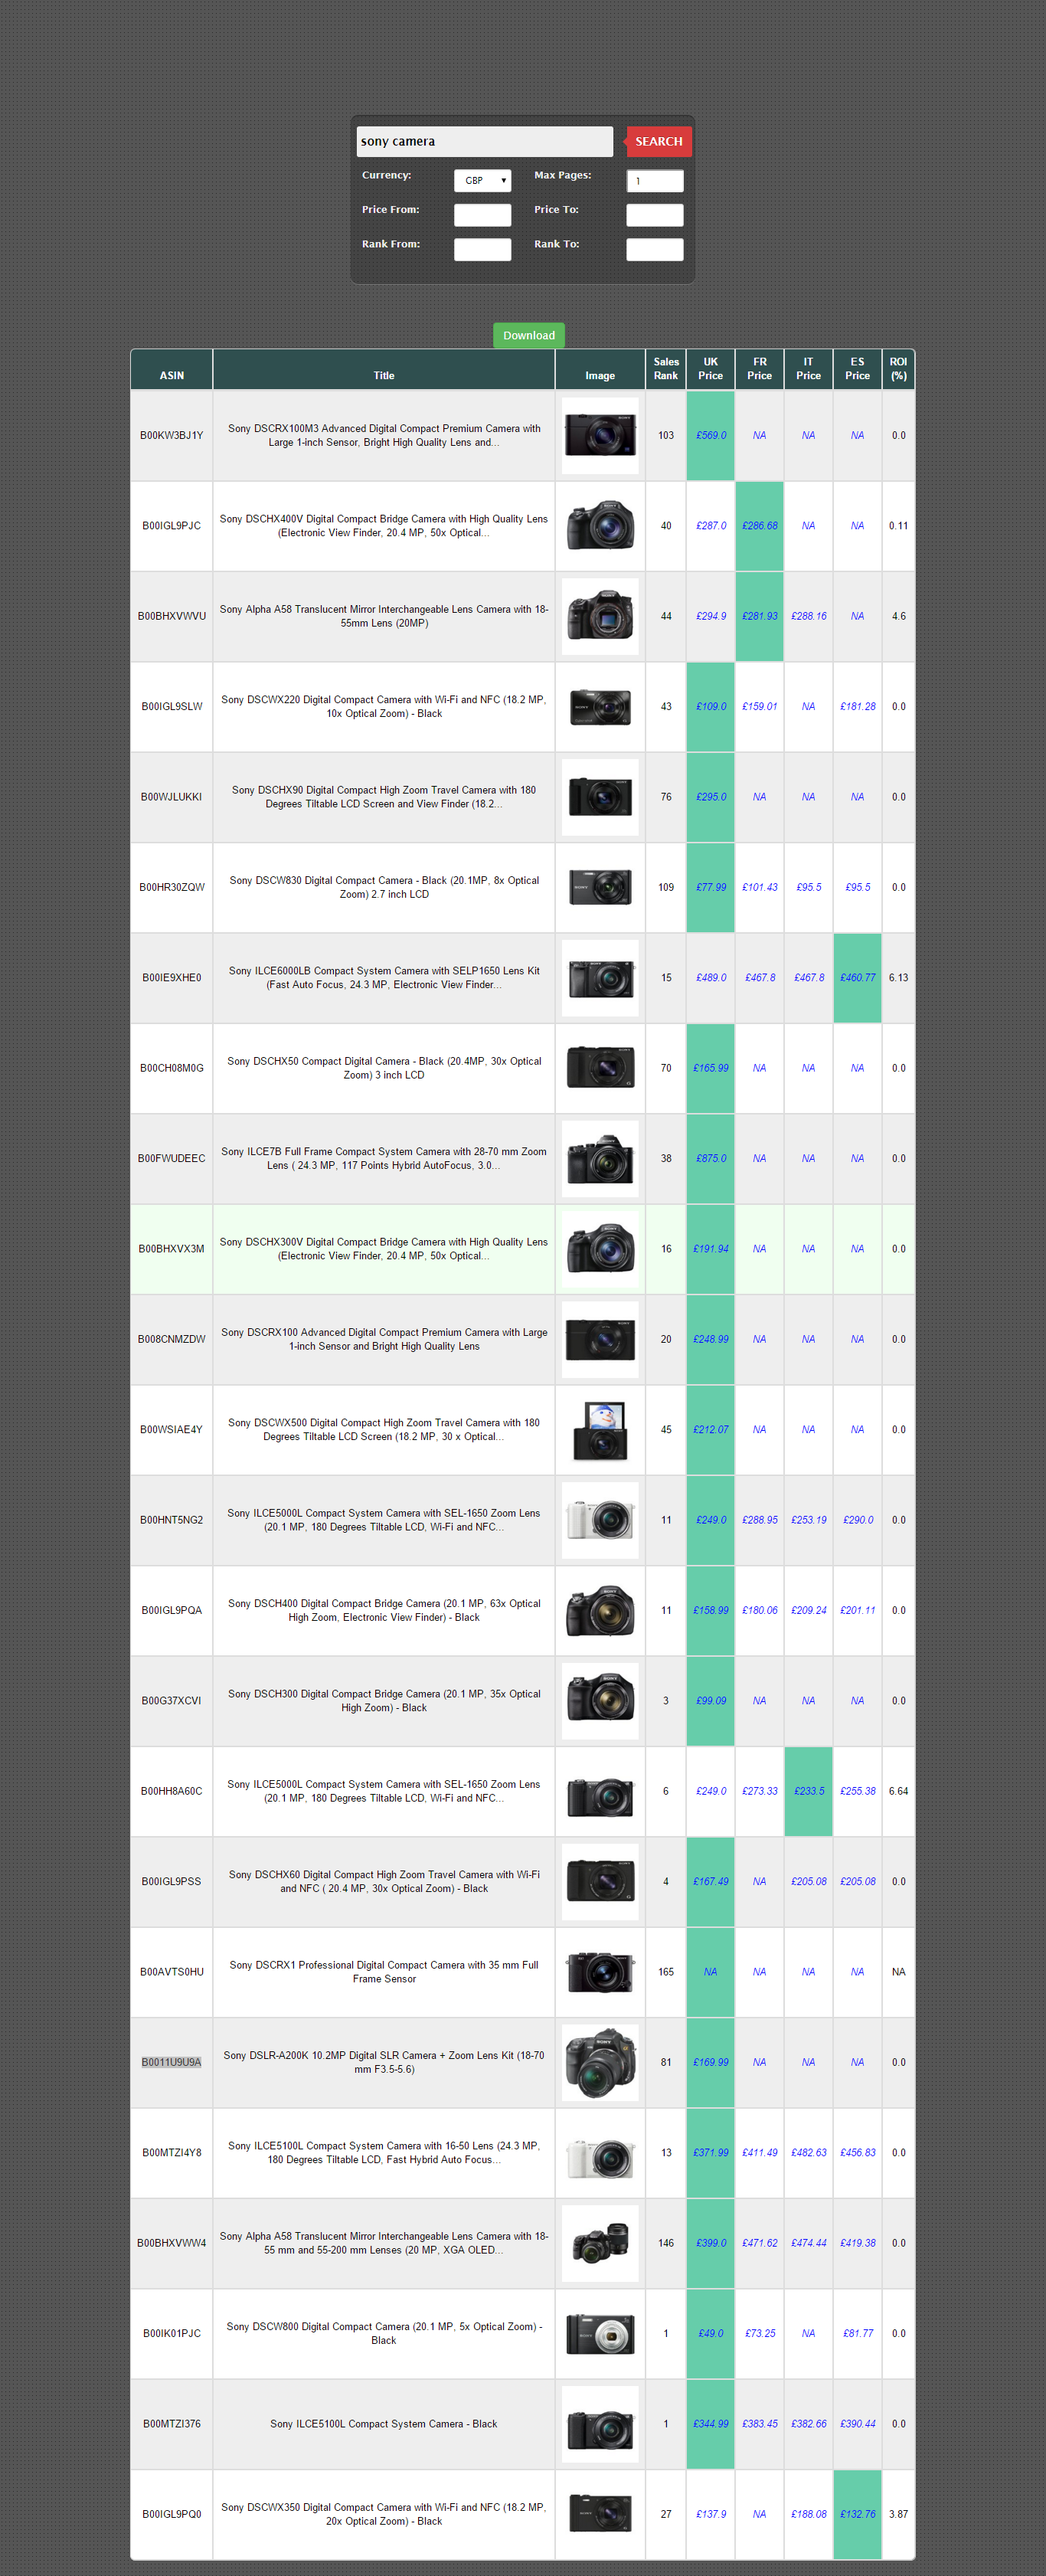 sony camera
SEARCH
Currency: GBP Max Pages: 1
Price From: Price To:
Rank From: Rank To:
Download
ASIN Title Image Sales Rank UK Price FR Price IT Price ES Price ROI (%)
B00KW3BJ1Y Sony DSCRX100M3 Advanced Digital Compact Premium Camera with 103 £569.0 NA NA NA 0.0
Large 1-inch Sensor, Bright High Quality Lens and...
B00IGL9PJC Sony DSCHX400V Digital Compact Bridge Camera with High Quality Lens 40 £287.0 £286.68 NA NA 0.11
(Electronic View Finder, 20.4 MP, 50x Optical...
B00BHXVWVU Sony Alpha A58 Translucent Mirror Interchangeable Lens Camera with 18- 44 £294.9 £281.93 £288.16 NA 4.6
55mm Lens (20MP)
B00IGL9SLW Sony DSCWX220 Digital Compact Camera with Wi-Fi and NFC (18.2 MP, 43 £109.0 £159.01 NA £181.28 0.0
10x Optical Zoom) - Black
B00WJLUKKI Sony DSCHX90 Digital Compact High Zoom Travel Camera with 180 76 £295.0 NA NA NA 0.0
Degrees Tiltable LCD Screen and View Finder (18.2...
B00HR30ZQW Sony DSCW830 Digital Compact Camera - Black (20.1MP, 8x Optical 109 £77.99 £101.43 £95.5 £95.5 0.0
Zoom) 2.7 inch LCD
B00IE9XHE0 Sony ILCE6000LB Compact System Camera with SELP1650 Lens Kit 15 £489.0 £467.8 £467.8 £460.77 6.13
(Fast Auto Focus, 24.3 MP, Electronic View Finder...
B00CH08M0G Sony DSCHX50 Compact Digital Camera - Black (20.4MP, 30x Optical 70 £165.99 NA NA NA 0.0
Zoom) 3 inch LCD
B00FWUDEEC Sony ILCE7B Full Frame Compact System Camera with 28-70 mm Zoom 38 £875.0 NA NA NA 0.0
Lens ( 24.3 MP, 117 Points Hybrid AutoFocus, 3.0...
B00BHXVX3M Sony DSCHX300V Digital Compact Bridge Camera with High Quality Lens 16 £191.94 NA NA NA 0.0
(Electronic View Finder, 20.4 MP, 50x Optical...
B008CNMZDW Sony DSCRX100 Advanced Digital Compact Premium Camera with Large 20 £248.99 NA NA NA 0.0
1-inch Sensor and Bright High Quality Lens
B00WSIAE4Y Sony DSCWX500 Digital Compact High Zoom Travel Camera with 180 45 £212.07 NA NA NA 0.0
Degrees Tiltable LCD Screen (18.2 MP, 30 x Optical...
B00HNT5NG2 Sony ILCE5000L Compact System Camera with SEL-1650 Zoom Lens 11 £249.0 £288.95 £253.19 £290.0 0.0
(20.1 MP, 180 Degrees Tiltable LCD, Wi-Fi and NFC...
B00IGL9PQA Sony DSCH400 Digital Compact Bridge Camera (20.1 MP, 63x Optical 11 £158.99 £180.06 £209.24 £201.11 0.0
High Zoom, Electronic View Finder) - Black
B00G37XCVI Sony DSCH300 Digital Compact Bridge Camera (20.1 MP, 35x Optical 3 £99.09 NA NA NA 0.0
High Zoom) - Black
B00HH8A60C Sony ILCE5000L Compact System Camera with SEL-1650 Zoom Lens 6 £249.0 £273.33 £233.5 £255.38 6.64
(20.1 MP, 180 Degrees Tiltable LCD, Wi-Fi and NFC...
B00IGL9PSS Sony DSCHX60 Digital Compact High Zoom Travel Camera with Wi-Fi 4 £167.49 NA £205.08 £205.08 0.0
and NFC ( 20.4 MP, 30x Optical Zoom) - Black
B00AVTS0HU Sony DSCRX1 Professional Digital Compact Camera with 35 mm Full 165 NA NA NA NA NA
Frame Sensor
B0011U9U9A Sony DSLR-A200K 10.2MP Digital SLR Camera + Zoom Lens Kit (18-70 81 £169.99 NA NA NA 0.0
mm F3.5-5.6)
B00MTZI4Y8 Sony ILCE5100L Compact System Camera with 16-50 Lens (24.3 MP, 13 £371.99 £411.49 £482.63 £456.83 0.0
180 Degrees Tiltable LCD, Fast Hybrid Auto Focus...
B00BHXVWW4 Sony Alpha A58 Translucent Mirror Interchangeable Lens Camera with 18- 146 £399.0 £471.62 £474.44 £419.38 0.0
55 mm and 55-200 mm Lenses (20 MP, XGA OLED...
B00IK01PJC Sony DSCW800 Digital Compact Camera (20.1 MP, 5x Optical Zoom) - 1 £49.0 £73.25 NA £81.77 0.0
Black
B00MTZI376 Sony ILCE5100L Compact System Camera - Black 1 £344.99 £383.45 £382.66 £390.44 0.0
B00IGL9PQ0 Sony DSCWX350 Digital Compact Camera with Wi-Fi and NFC (18.2 MP, 27 £137.9 NA £188.08 £132.76 3.87
20x Optical Zoom) - Black